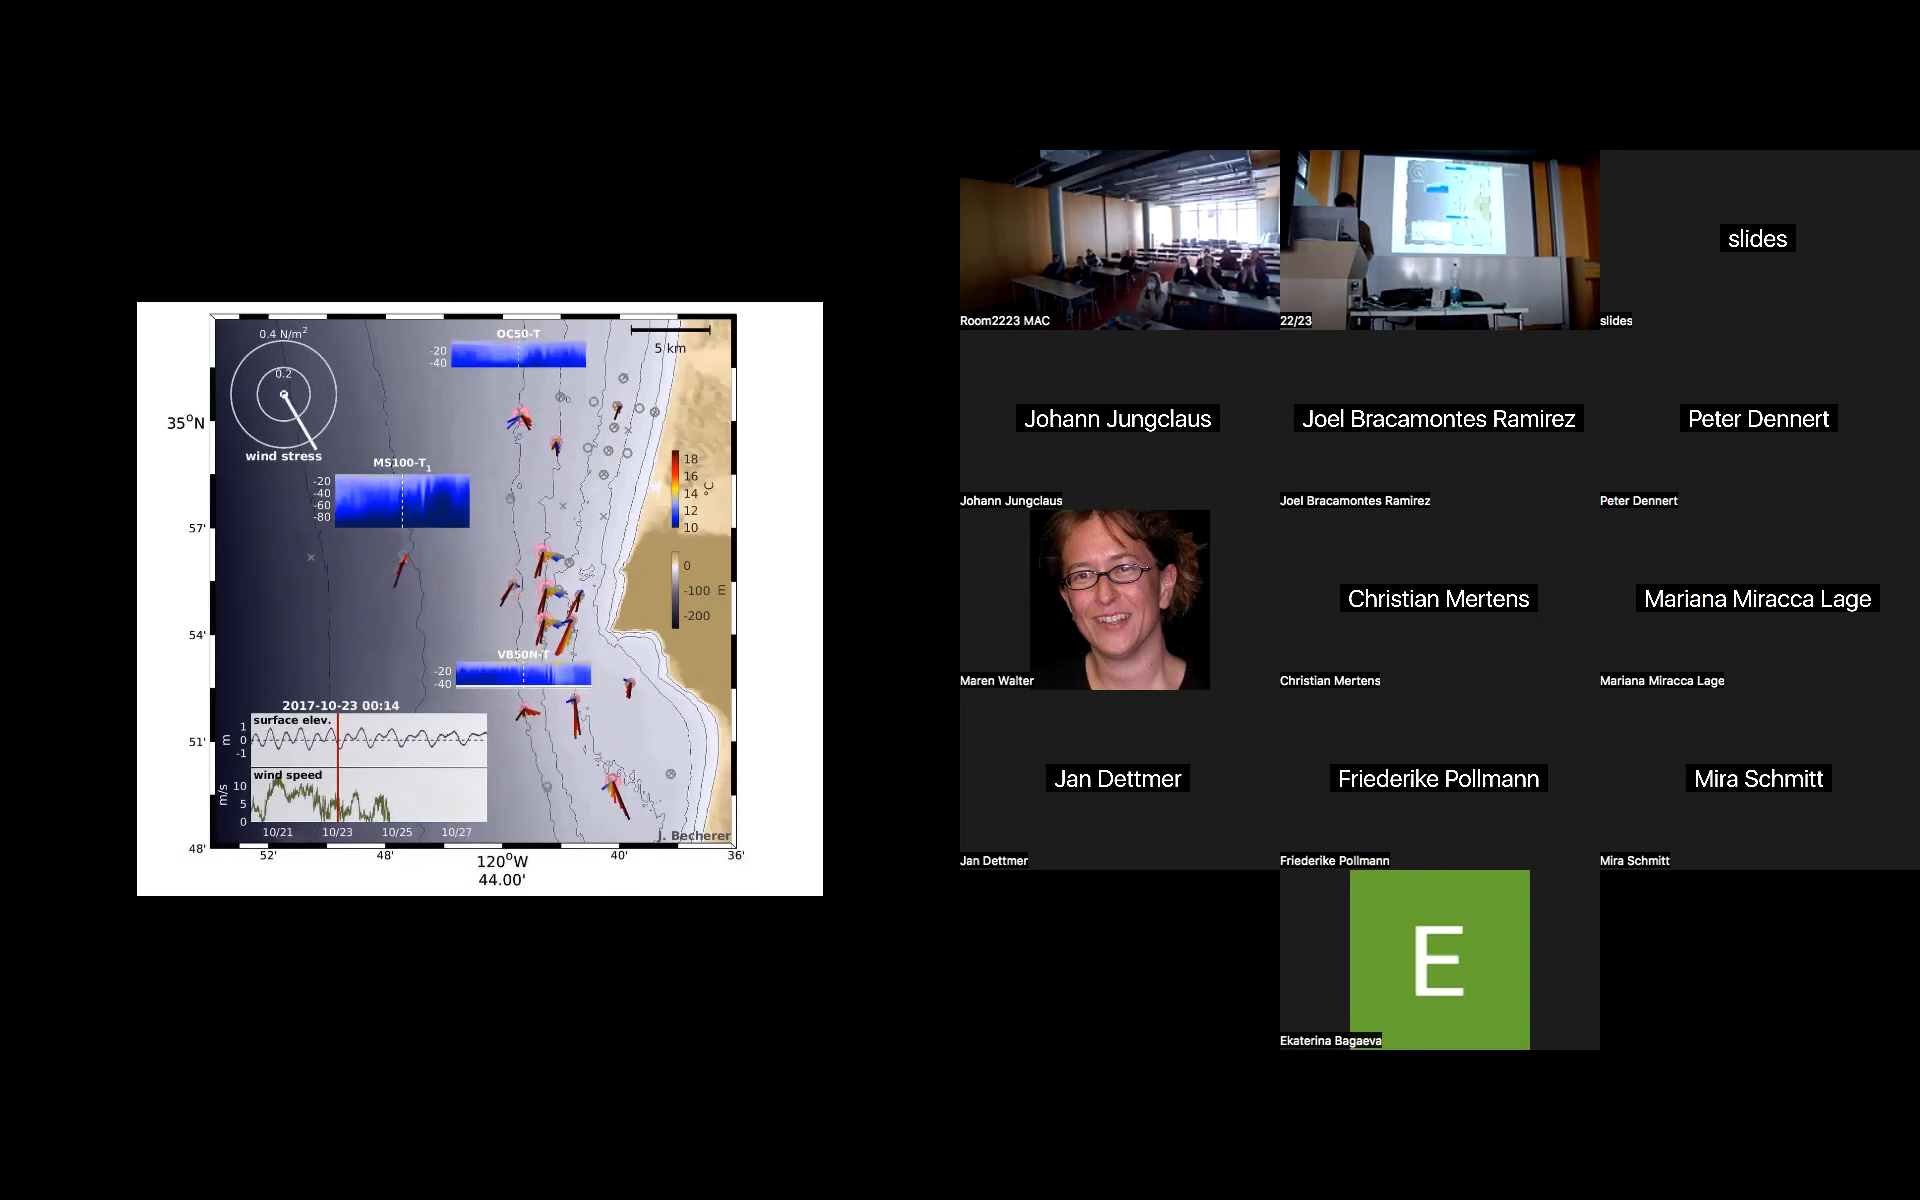 0.4 N/m²
0.2
wind stress
OC50-T
-20
-40
5 km
35°N
MS100-T₁
-20
-40
-60
-80
18
16
14
12
10
°C
57'
0
-100
-200
m
54'
VB50N-T
-20
-40
2017-10-23 00:14
surface elev.
1
0
-1
m
51'
wind speed
10
5
0
m/s
10/21
10/23
10/25
10/27
J. Becherer
48'
52'
48'
120°W
44.00'
40'
36'
Room2223 MAC
22/23
slides
slides
Johann Jungclaus
Joel Bracamontes Ramirez
Peter Dennert
Johann Jungclaus
Joel Bracamontes Ramirez
Peter Dennert
Christian Mertens
Mariana Miracca Lage
Maren Walter
Christian Mertens
Mariana Miracca Lage
Jan Dettmer
Friederike Pollmann
Mira Schmitt
Jan Dettmer
Friederike Pollmann
Mira Schmitt
E
Ekaterina Bagaeva